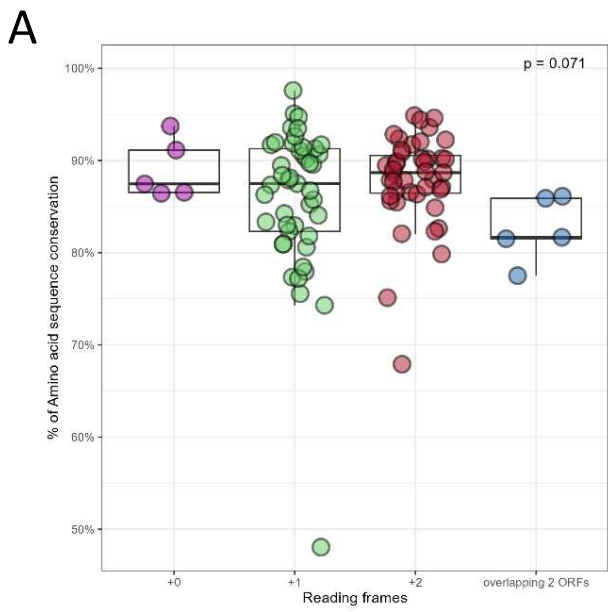 A
p = 0.071
100%
90%
80%
70%
60%
50%
% of Amino acid sequence conservation
+0 +1 +2 overlapping 2 ORFs
Reading frames